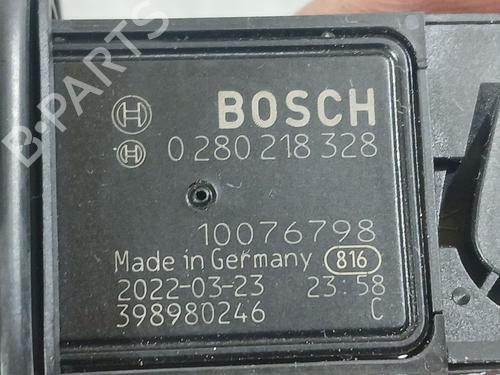 BOSCH
0 280 218 328
10076798
Made in Germany 816
2022-03-23 23:58
398980246 C
B-PARTS